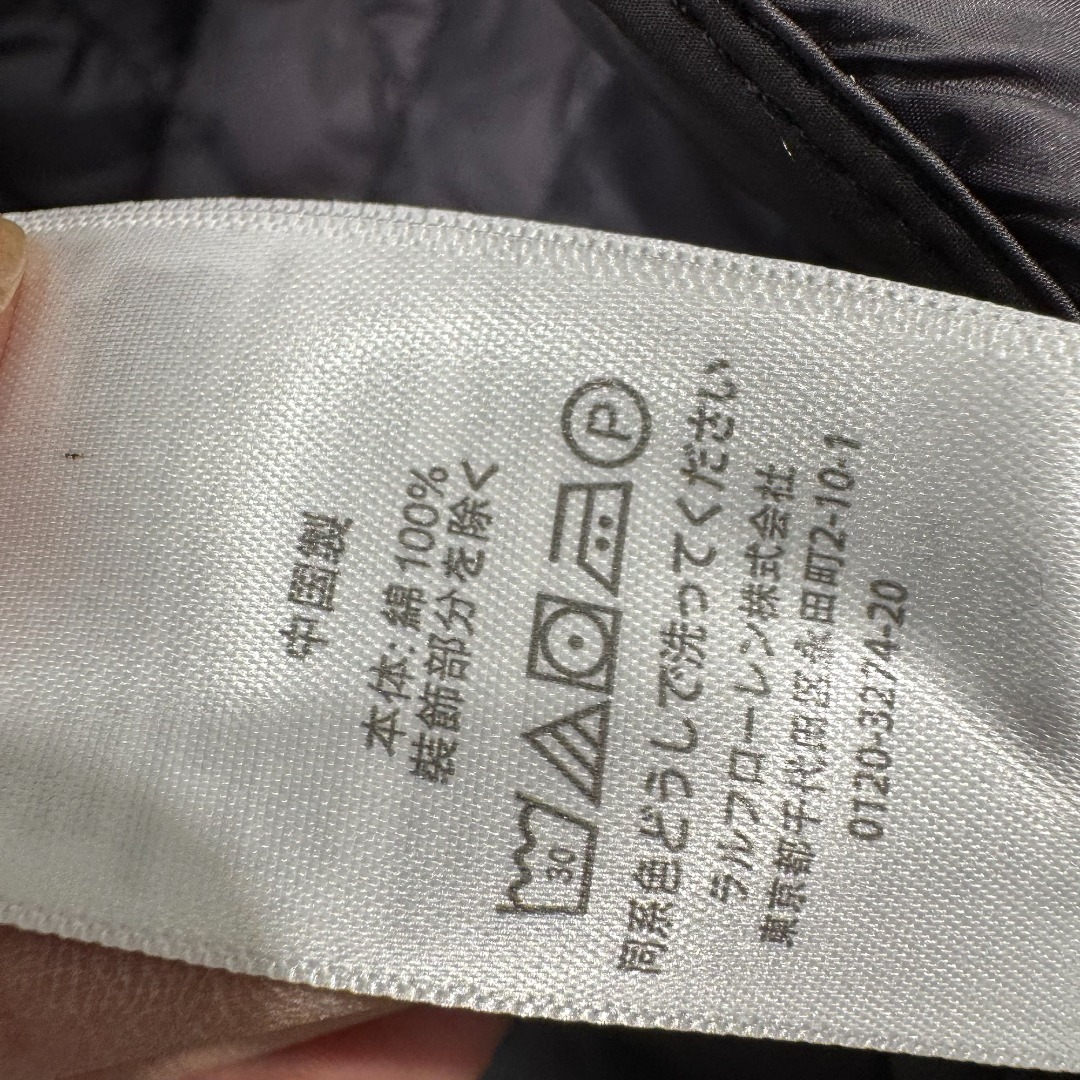 中国製
本体: 綿 100%
装飾部分を除く
30 P
同系色どうしで洗ってください
ラルフローレン株式会社
東京都千代田区永田町2-10-1
0120-3274-20